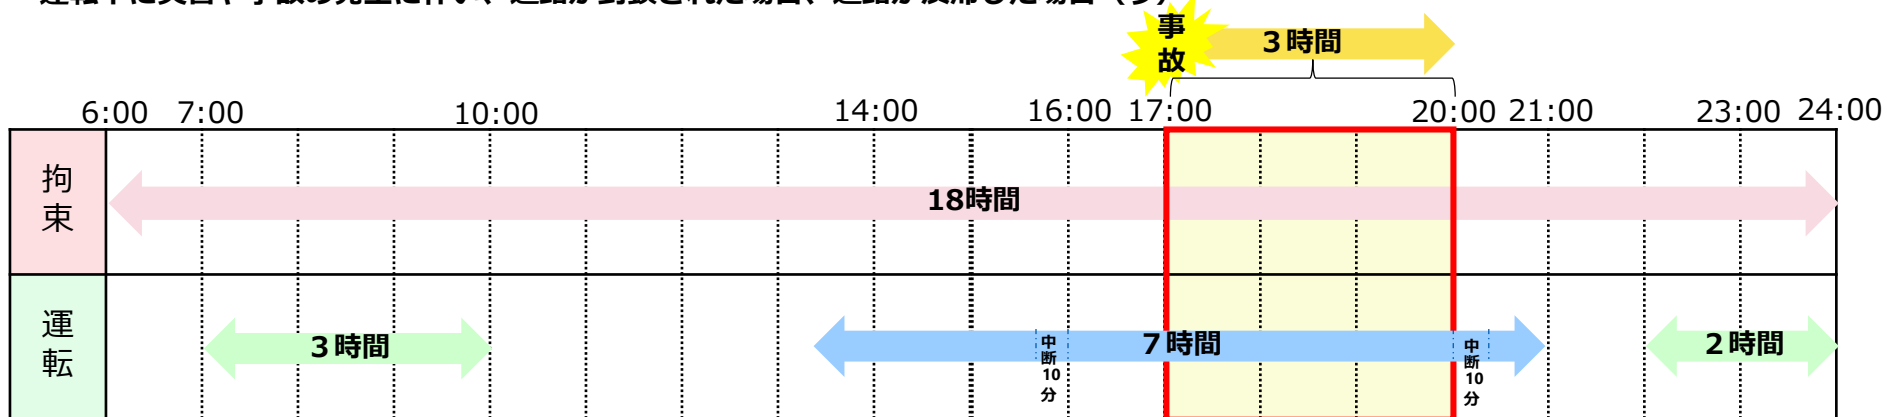 事
故
３時間
6:00 7:00 10:00 14:00 16:00 17:00 20:00 21:00 23:00 24:00
拘
束
18時間
運
転
３時間
中
断
10
分
７時間
中
断
10
分
２時間